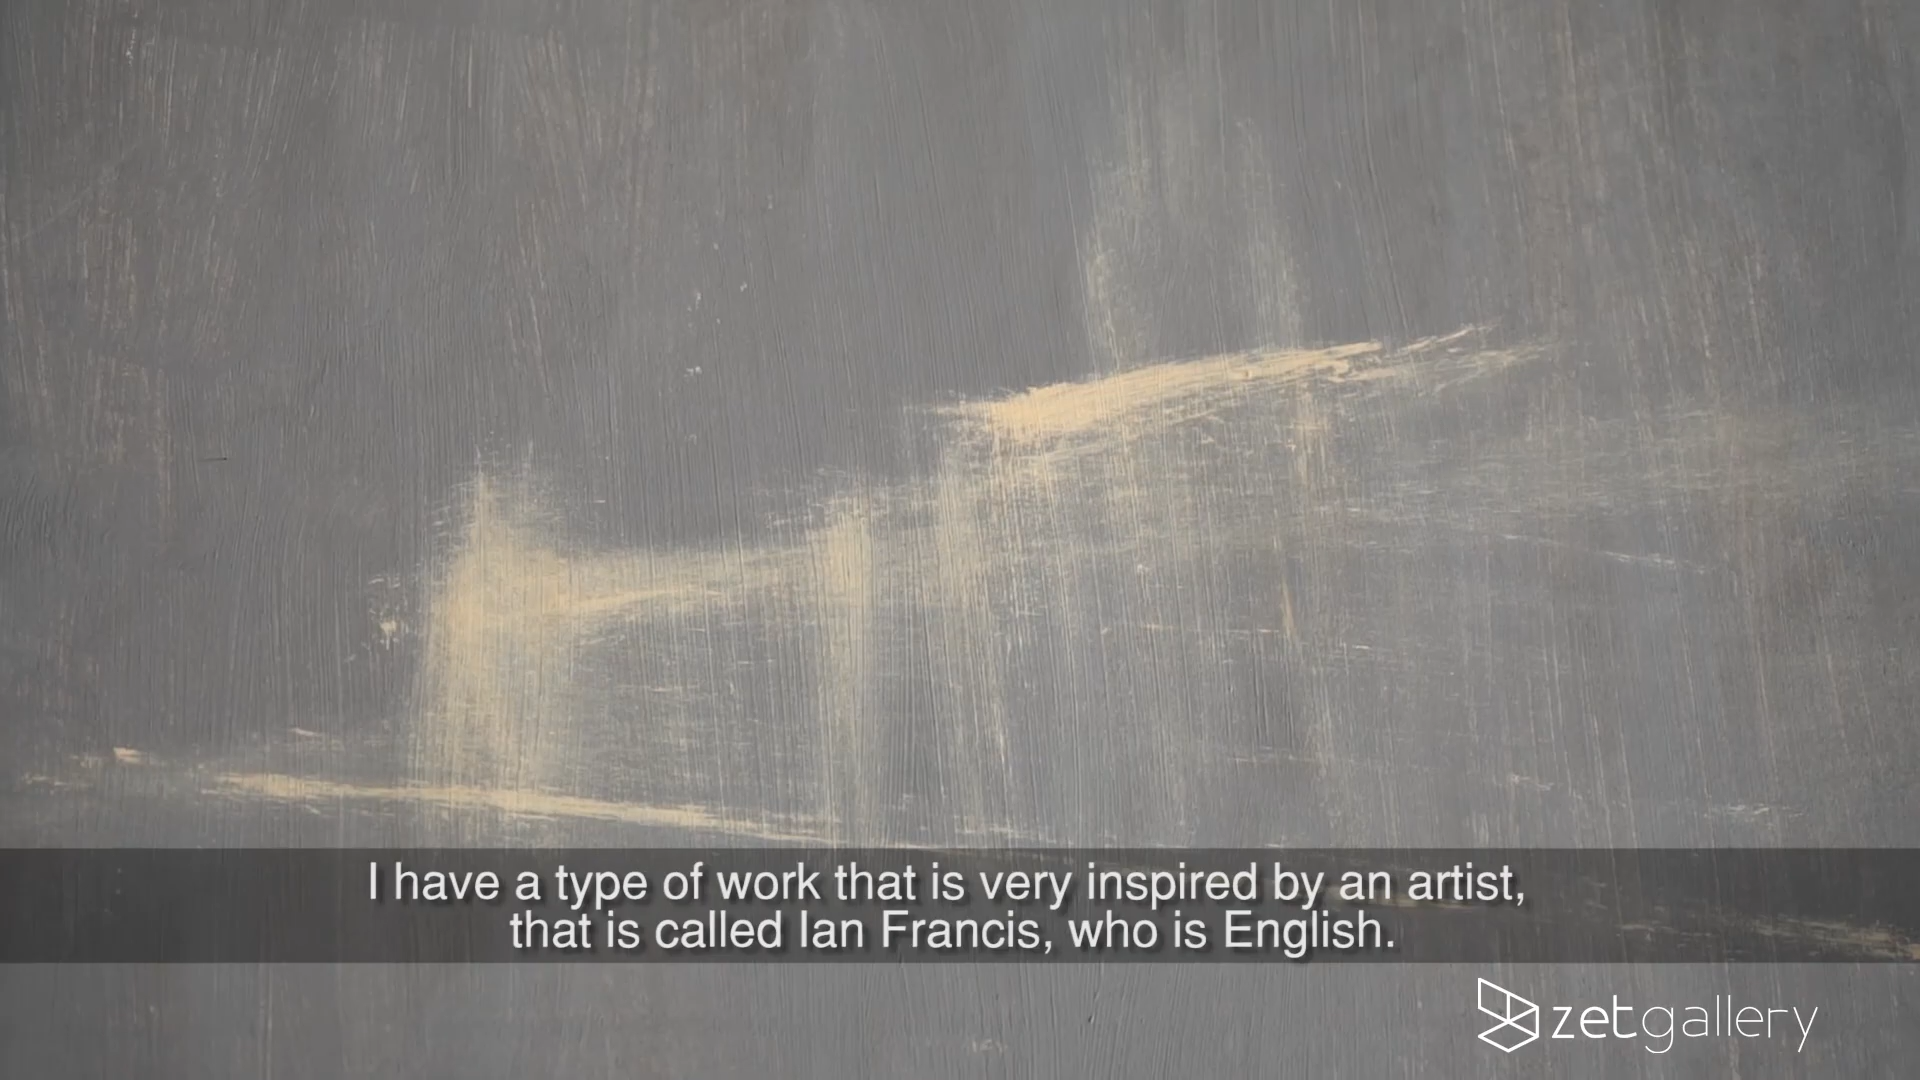 I have a type of work that is very inspired by an artist,
that is called Ian Francis, who is English.
zetgallery